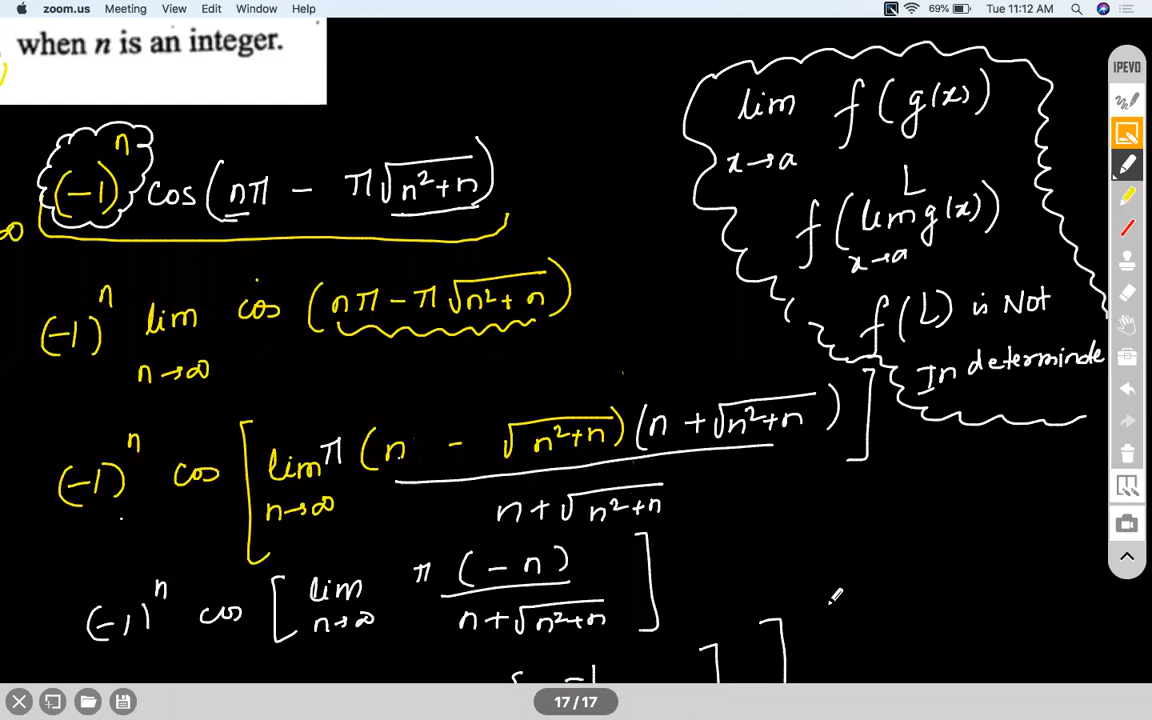 zoom.us Meeting View Edit Window Help 69% Tue 11:12 AM
when n is an integer.
IPEVO
(-1)^n cos(nπ - π√(n²+n))
∞
(-1)^n lim n→∞ cos(nπ - π√(n²+n))
(-1)^n cos[lim n→∞ π(n - √(n²+n))(n + √(n²+n)) / n + √(n²+n)]
(-1)^n cos[lim n→∞ π(-n) / n + √(n²+n)]
-1 ] ]
lim x→a f(g(x))
L
f(lim x→a g(x))
f(L) is Not
Indeterminde
17/17